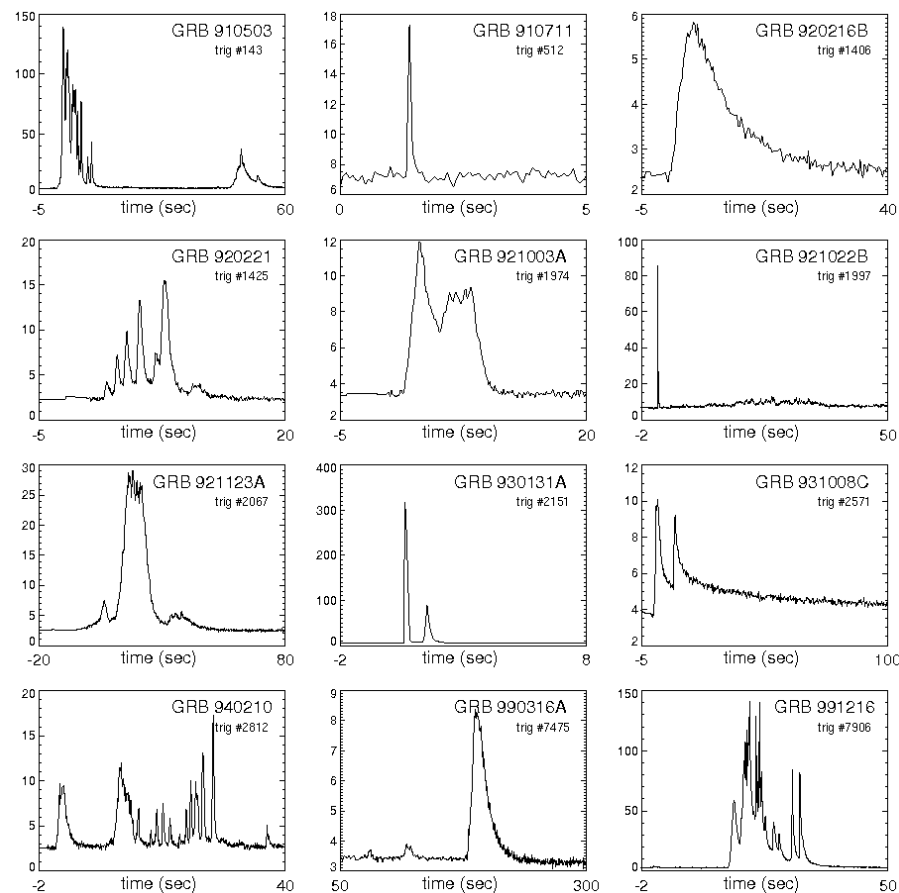 150
100
50
0
GRB 910503
trig #143
-5
time (sec)
60
18
16
14
12
10
8
6
GRB 910711
trig #512
0
time (sec)
5
6
5
4
3
2
GRB 920216B
trig #1406
-5
time (sec)
40
20
15
10
5
0
GRB 920221
trig #1425
-5
time (sec)
20
12
10
8
6
4
2
GRB 921003A
trig #1974
-5
time (sec)
20
100
80
60
40
20
0
GRB 921022B
trig #1997
-2
time (sec)
50
30
25
20
15
10
5
0
GRB 921123A
trig #2067
-20
time (sec)
80
400
300
200
100
0
GRB 930131A
trig #2151
-2
time (sec)
8
12
10
8
6
4
2
GRB 931008C
trig #2571
-5
time (sec)
100
20
15
10
5
0
GRB 940210
trig #2812
-2
time (sec)
40
9
8
7
6
5
4
3
GRB 990316A
trig #7475
50
time (sec)
300
150
100
50
0
GRB 991216
trig #7906
-2
time (sec)
50